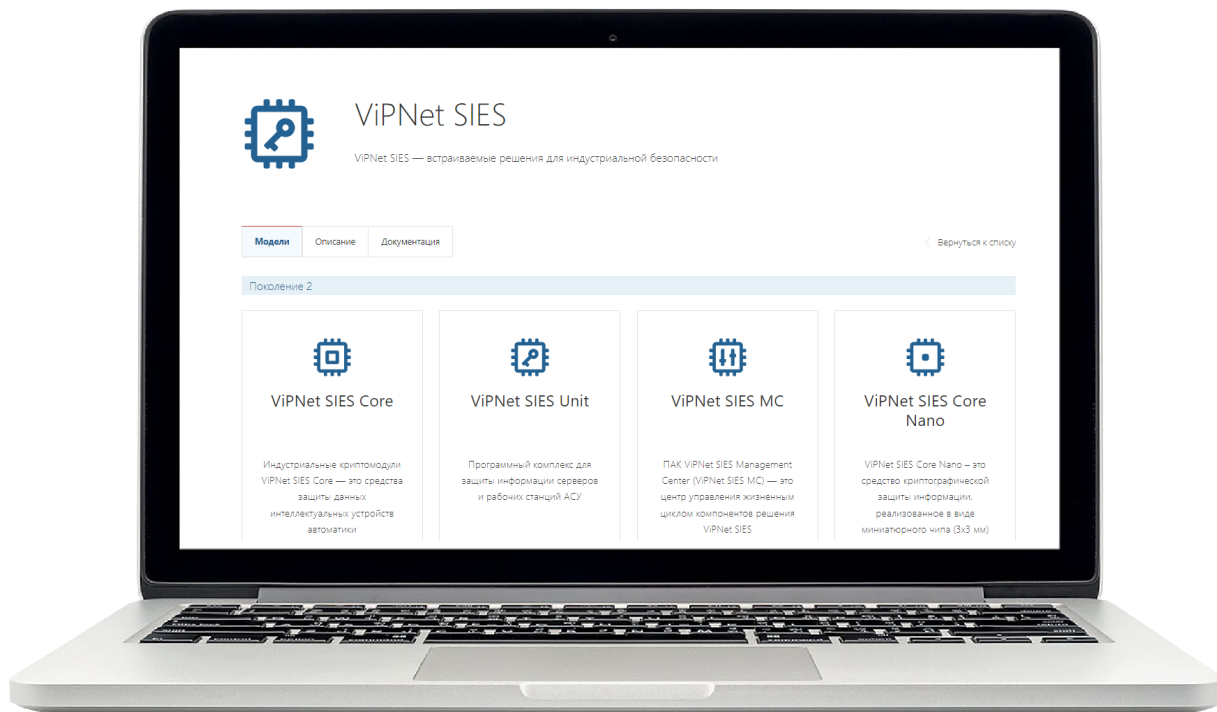 ViPNet SIES
ViPNet SIES — встраиваемые решения для индустриальной безопасности
Модели
Описание
Документация
Вернуться к списку
Поколение 2
ViPNet SIES Core
Индустриальные криптомодули
ViPNet SIES Core — это средства
защиты данных
интеллектуальных устройств
автоматики
ViPNet SIES Unit
Программный комплекс для
защиты информации серверов
и рабочих станций АСУ
ViPNet SIES MC
ПАК ViPNet SIES Management
Center (ViPNet SIES MC) — это
центр управления жизненным
циклом компонентов решения
ViPNet SIES
ViPNet SIES Core
Nano
ViPNet SIES Core Nano – это
средство криптографической
защиты информации,
реализованное в виде
миниатюрного чипа (3х3 мм)